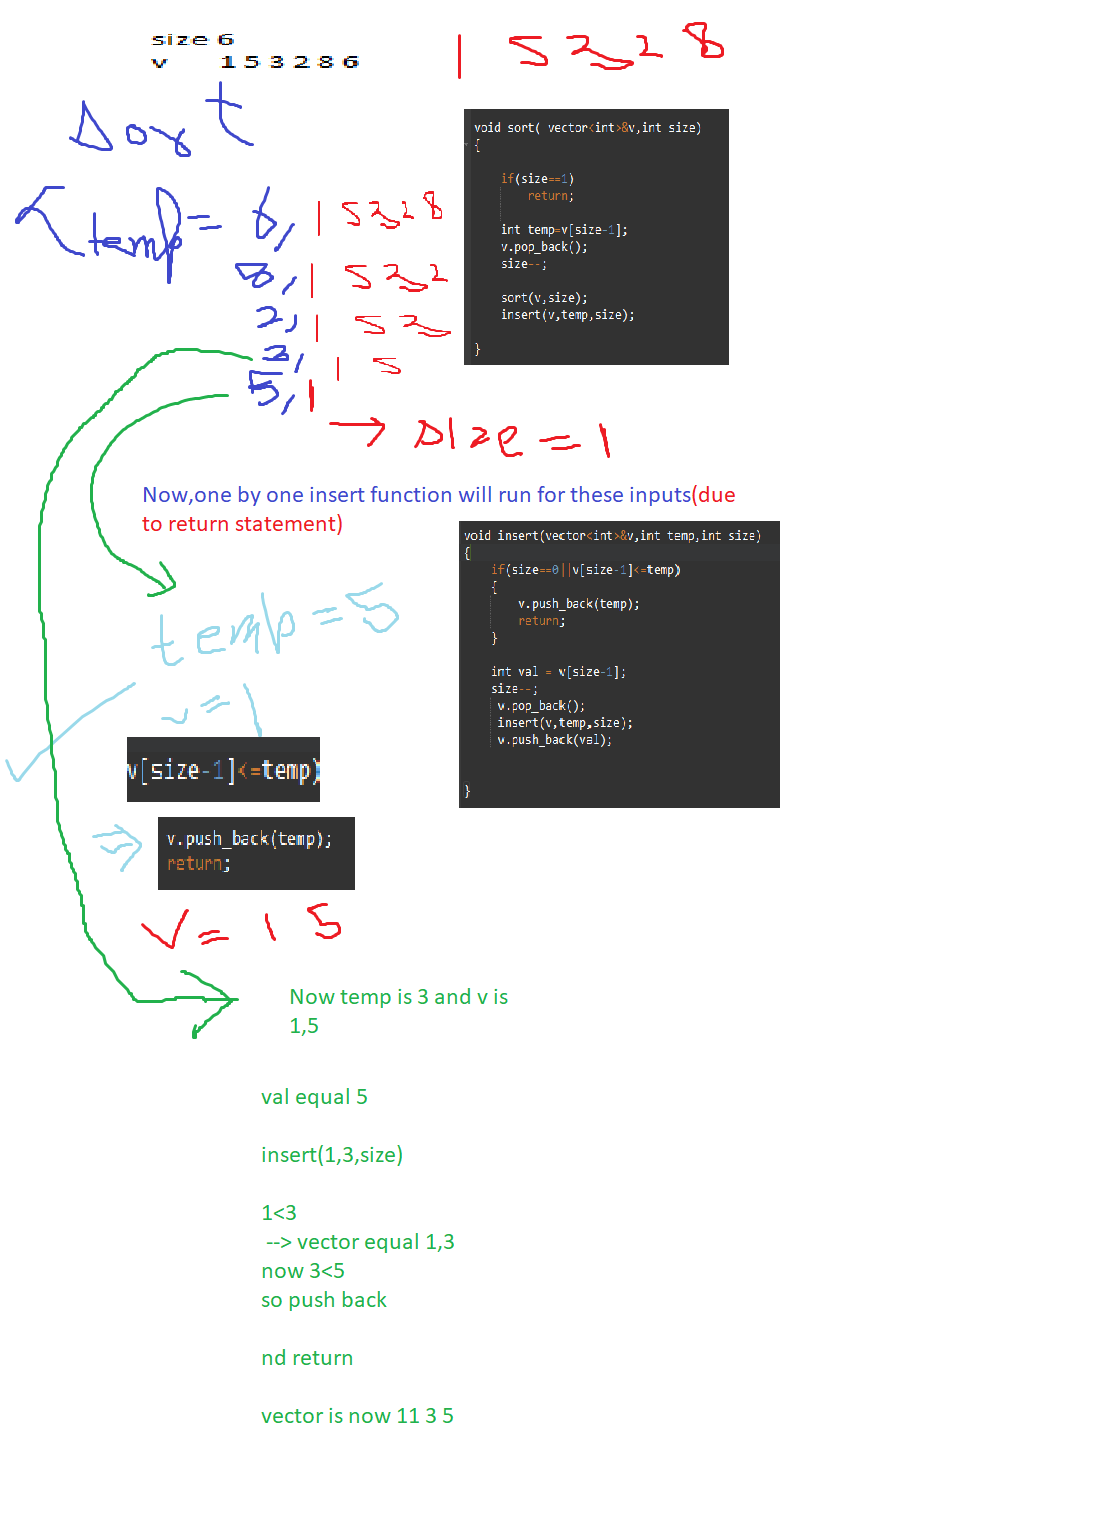 size 6
v 1 5 3 2 8 6
1 5 3 2 8
sort
temp = 6, 1 5 3 2 8
8, 1 5 3 2
2, 1 5 3
3, 1 5
5, 1
→ size = 1
void sort( vector<int>&v,int size)
{
if(size==1)
return;
int temp=v[size-1];
v.pop_back();
size--;
sort(v,size);
insert(v,temp,size);
}
Now,one by one insert function will run for these inputs(due
to return statement)
void insert(vector<int>&v,int temp,int size)
{
if(size==0||v[size-1]<=temp)
{
v.push_back(temp);
return;
}
int val = v[size-1];
size--;
v.pop_back();
insert(v,temp,size);
v.push_back(val);
}
temp = 5
v = 1
v[size-1]<=temp)
v.push_back(temp);
return;
v = 1 5
Now temp is 3 and v is
1,5
val equal 5
insert(1,3,size)
1<3
--> vector equal 1,3
now 3<5
so push back
nd return
vector is now 11 3 5